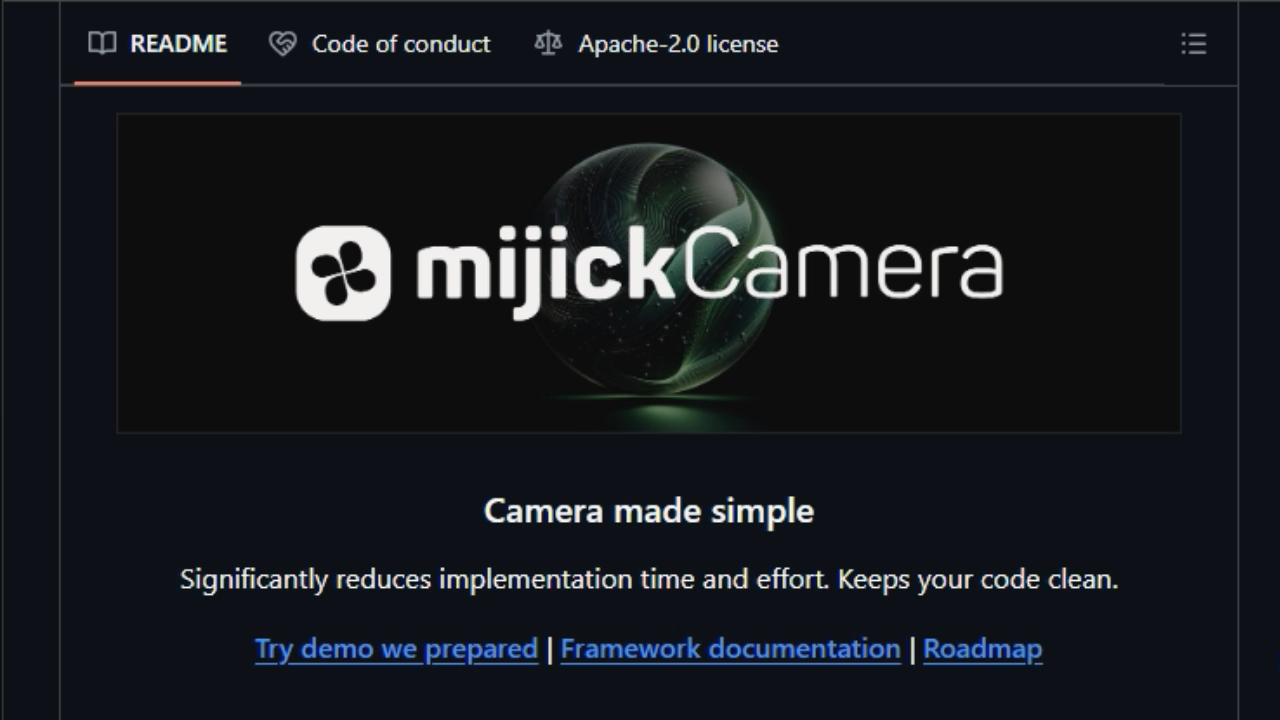 README Code of conduct Apache-2.0 license
mijickCamera
Camera made simple
Significantly reduces implementation time and effort. Keeps your code clean.
Try demo we prepared | Framework documentation | Roadmap